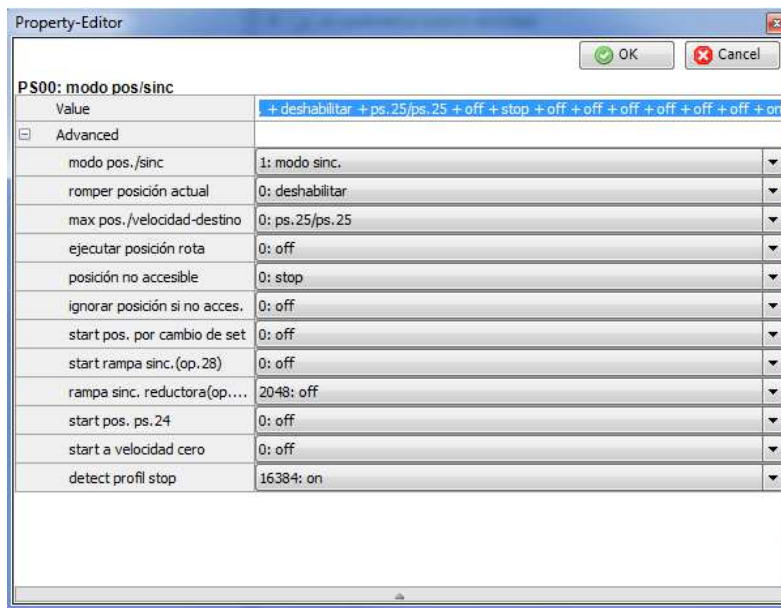 Property-Editor
OK Cancel
PS00: modo pos/sinc
Value . + deshabilitar + ps.25/ps.25 + off + stop + off + off + off + off + off + off + on
Advanced
modo pos./sinc 1: modo sinc.
romper posición actual 0: deshabilitar
max pos./velocidad-destino 0: ps.25/ps.25
ejecutar posición rota 0: off
posición no accesible 0: stop
ignorar posición si no acces. 0: off
start pos. por cambio de set 0: off
start rampa sinc.(op.28) 0: off
rampa sinc. reductora(op.... 2048: off
start pos. ps.24 0: off
start a velocidad cero 0: off
detect profil stop 16384: on